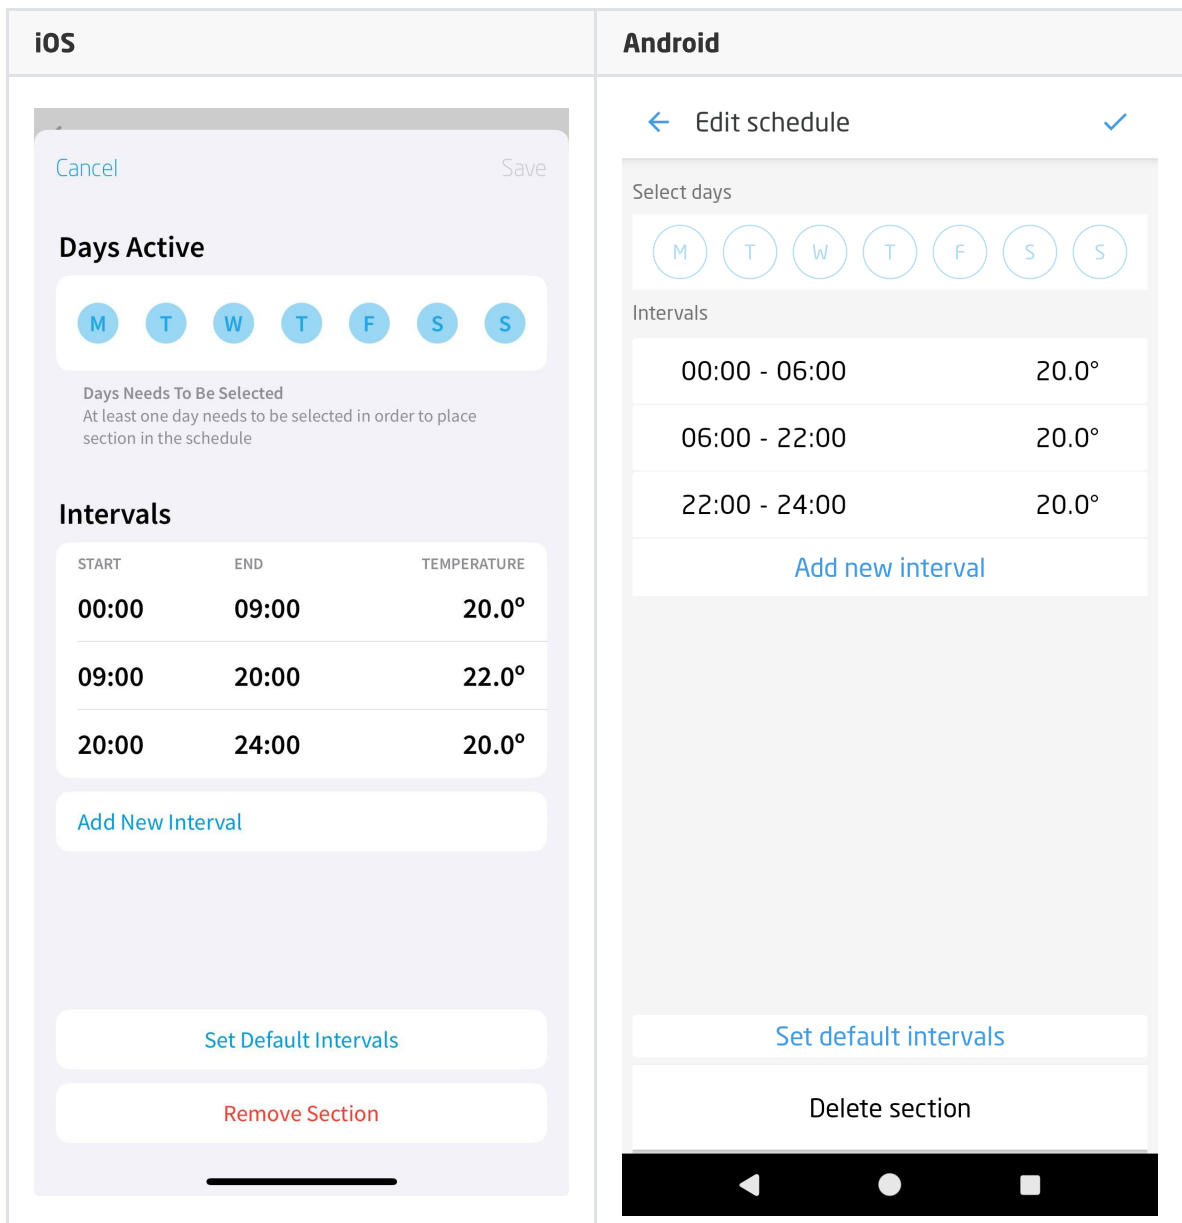 iOS
Android
Cancel
Save
Days Active
M T W T F S S
Days Needs To Be Selected
At least one day needs to be selected in order to place
section in the schedule
Intervals
START END TEMPERATURE
00:00 09:00 20.0º
09:00 20:00 22.0º
20:00 24:00 20.0º
Add New Interval
Set Default Intervals
Remove Section
Edit schedule
Select days
M T W T F S S
Intervals
00:00 - 06:00 20.0°
06:00 - 22:00 20.0°
22:00 - 24:00 20.0°
Add new interval
Set default intervals
Delete section